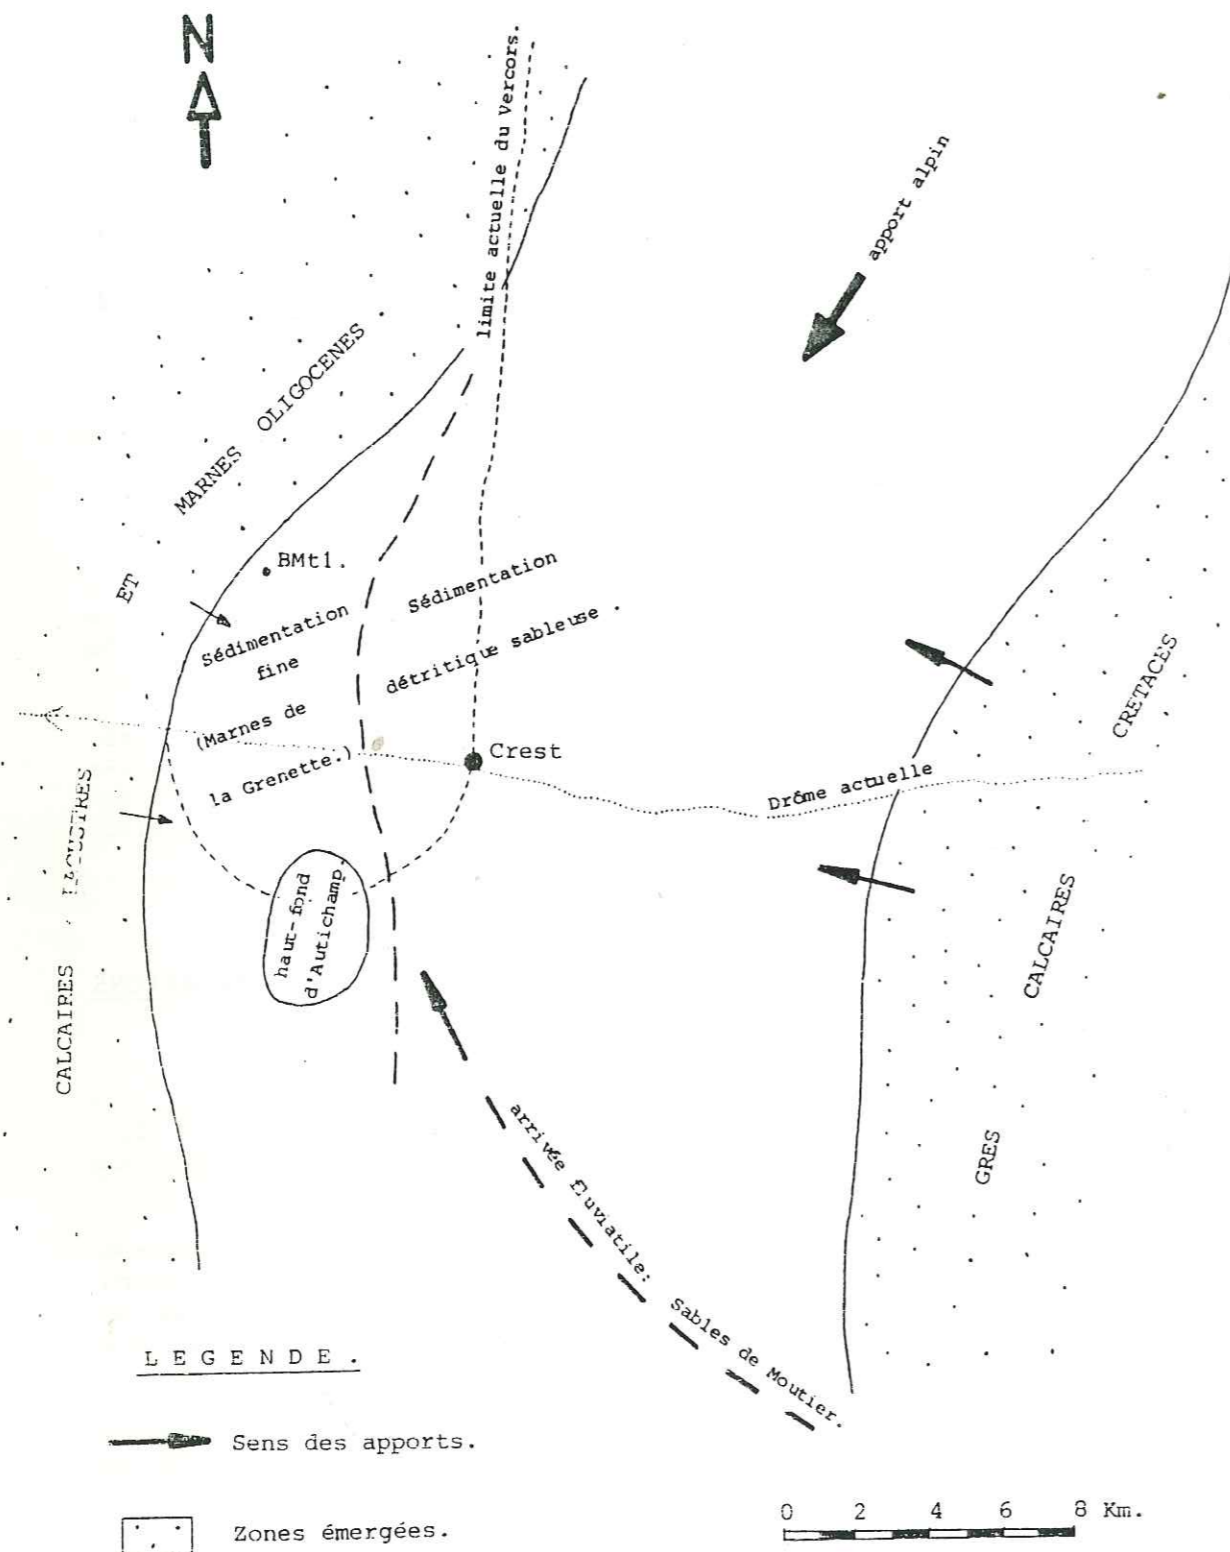 N
limite actuelle du Vercors.
apport alpin
MARNES OLIGOCENES
ET
CALCAIRES LACUSTRES
BMt1.
Sédimentation
fine
(Marnes de
la Grenette.)
Sédimentation
détritique sableuse .
Crest
Drôme actuelle
CRETACES
CALCAIRES
GRES
haut-fond
d'Autichamp.
arrivée fluviatile:
Sables de Moutier.
LEGENDE .
Sens des apports.
Zones émergées.
0 2 4 6 8 Km.